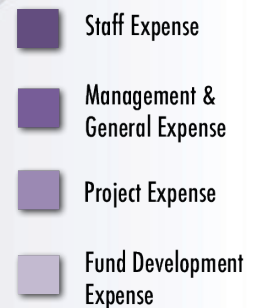 Staff Expense
Management &
General Expense
Project Expense
Fund Development
Expense